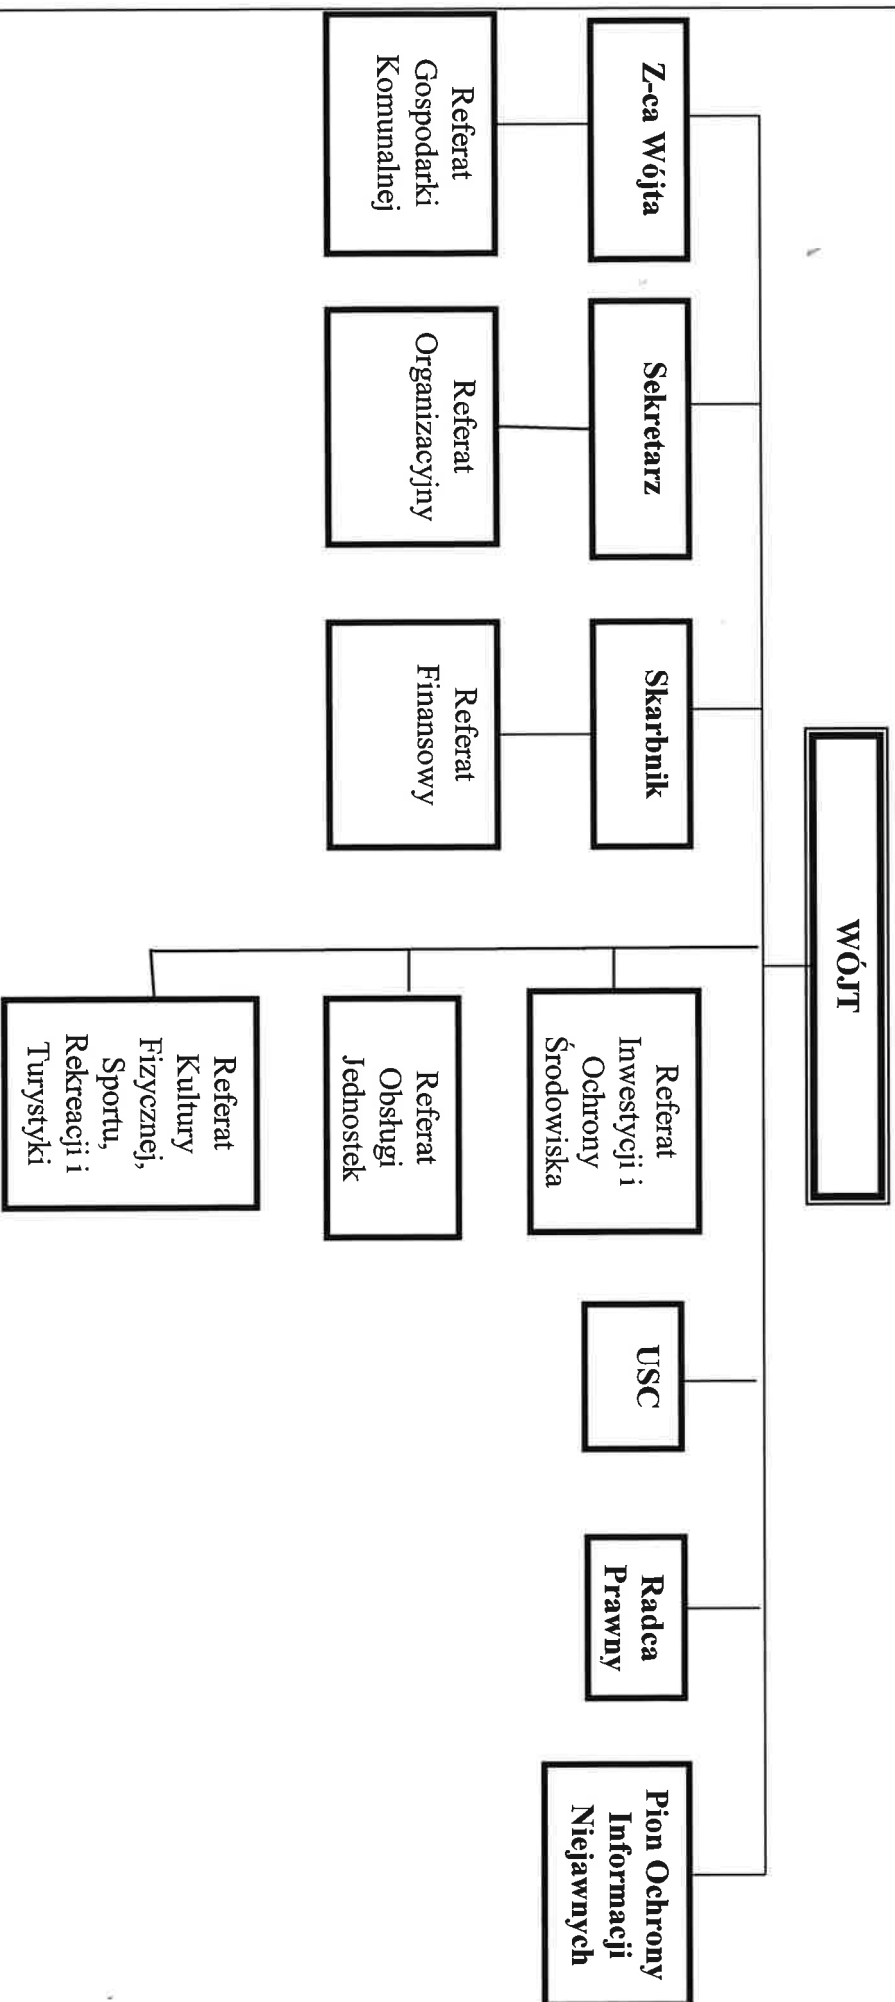 WÓJT
Z-ca Wójta
Sekretarz
Skarbnik
Referat
Gospodarki
Komunalnej
Referat
Organizacyjny
Referat
Finansowy
Referat
Inwestycji i
Ochrony
Środowiska
Referat
Obsługi
Jednostek
Referat
Kultury
Fizycznej,
Sportu,
Rekreacji i
Turystyki
USC
Radca
Prawny
Pion Ochrony
Informacji
Niejawnych